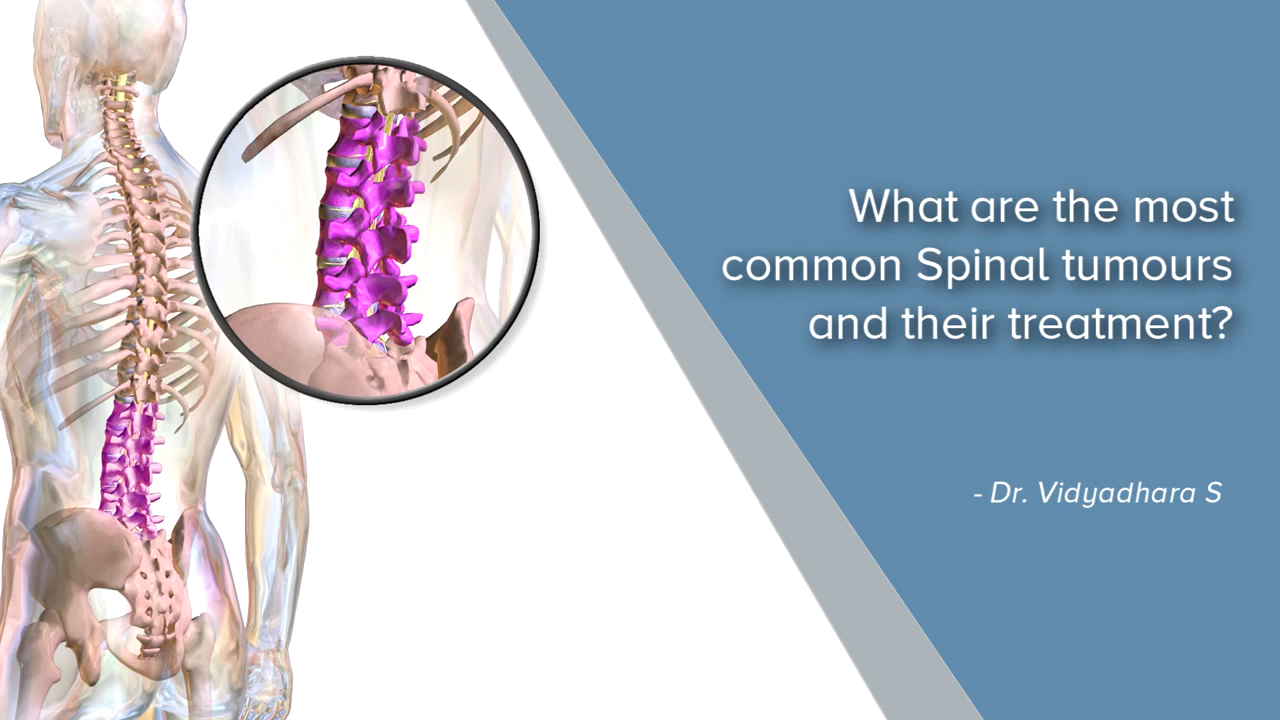 What are the most
common Spinal tumours
and their treatment?
- Dr. Vidyadhara S